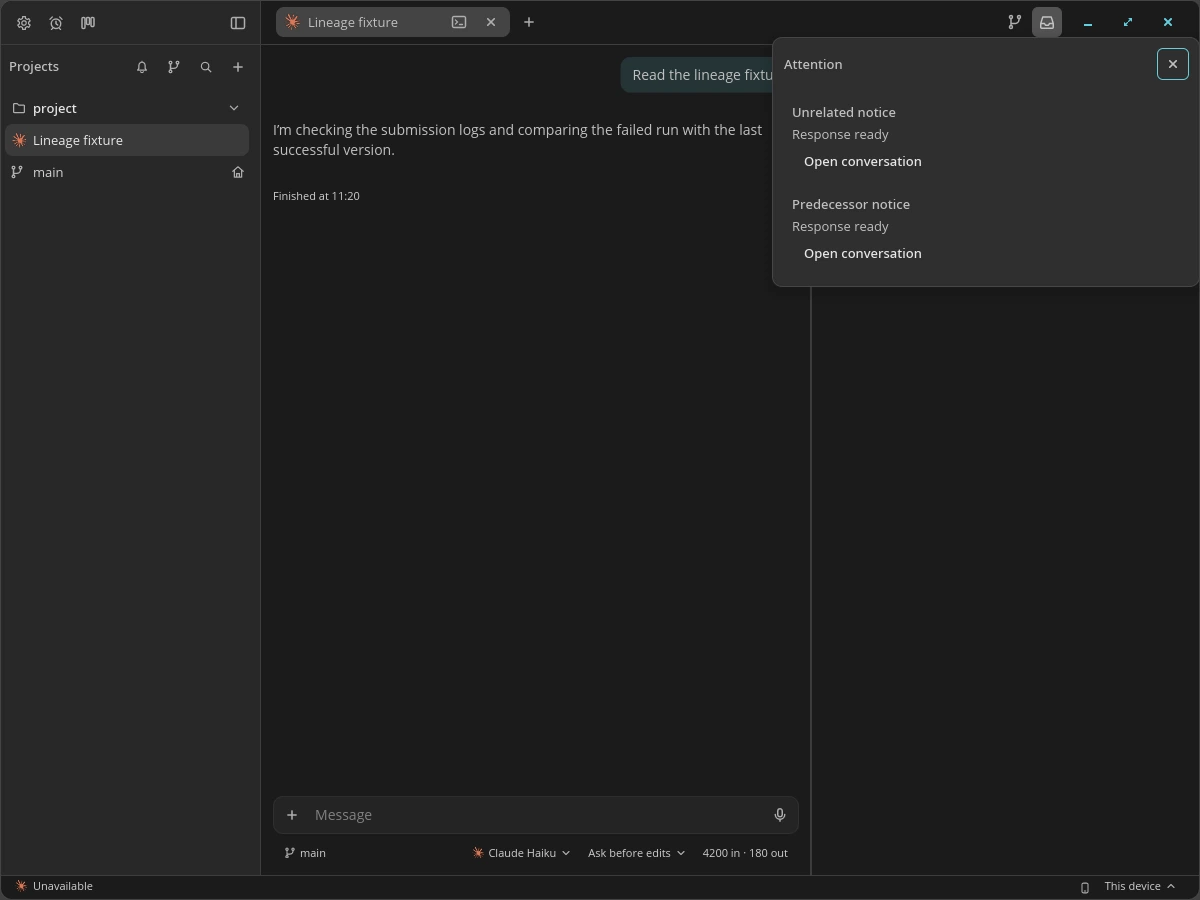 Lineage fixture
Projects
project
Lineage fixture
main
Read the lineage fixtu
I'm checking the submission logs and comparing the failed run with the last
successful version.
Finished at 11:20
Attention
Unrelated notice
Response ready
Open conversation
Predecessor notice
Response ready
Open conversation
Message
main
Claude Haiku
Ask before edits
4200 in · 180 out
Unavailable
This device